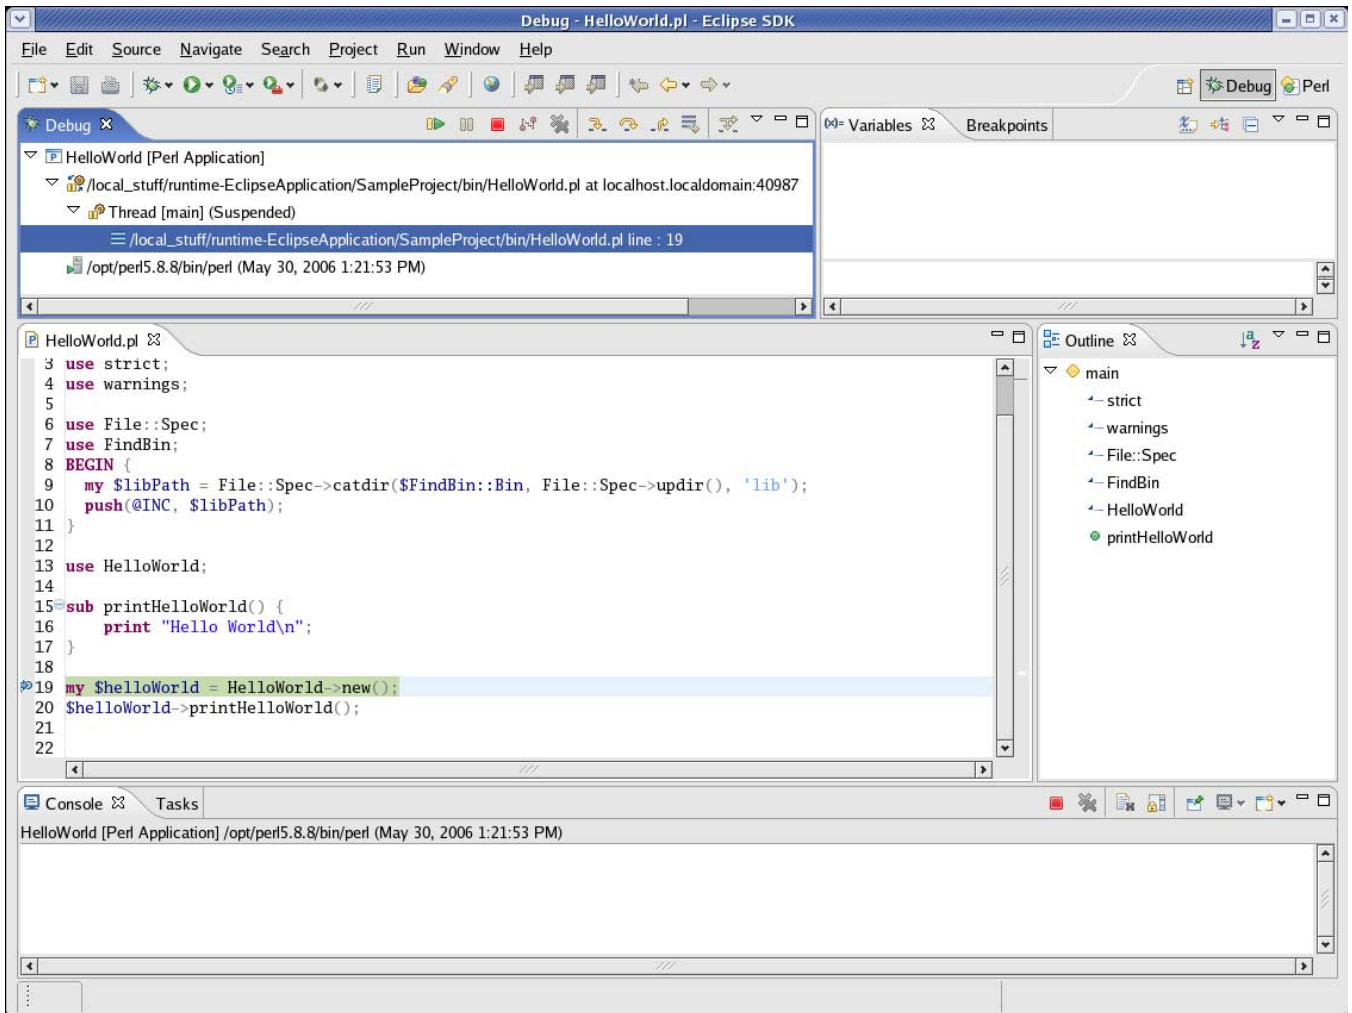 Debug - HelloWorld.pl - Eclipse SDK
File Edit Source Navigate Search Project Run Window Help
Debug Perl
Debug
(x)= Variables Breakpoints
HelloWorld [Perl Application]
/local_stuff/runtime-EclipseApplication/SampleProject/bin/HelloWorld.pl at localhost.localdomain:40987
Thread [main] (Suspended)
/local_stuff/runtime-EclipseApplication/SampleProject/bin/HelloWorld.pl line : 19
/opt/perl5.8.8/bin/perl (May 30, 2006 1:21:53 PM)
HelloWorld.pl
3 use strict;
4 use warnings;
5
6 use File::Spec;
7 use FindBin;
8 BEGIN {
9 my $libPath = File::Spec->catdir($FindBin::Bin, File::Spec->updir(), 'lib');
10 push(@INC, $libPath);
11 }
12
13 use HelloWorld;
14
15 sub printHelloWorld() {
16 print "Hello World\n";
17 }
18
19 my $helloWorld = HelloWorld->new();
20 $helloWorld->printHelloWorld();
21
22
Outline
main
strict
warnings
File::Spec
FindBin
HelloWorld
printHelloWorld
Console Tasks
HelloWorld [Perl Application] /opt/perl5.8.8/bin/perl (May 30, 2006 1:21:53 PM)